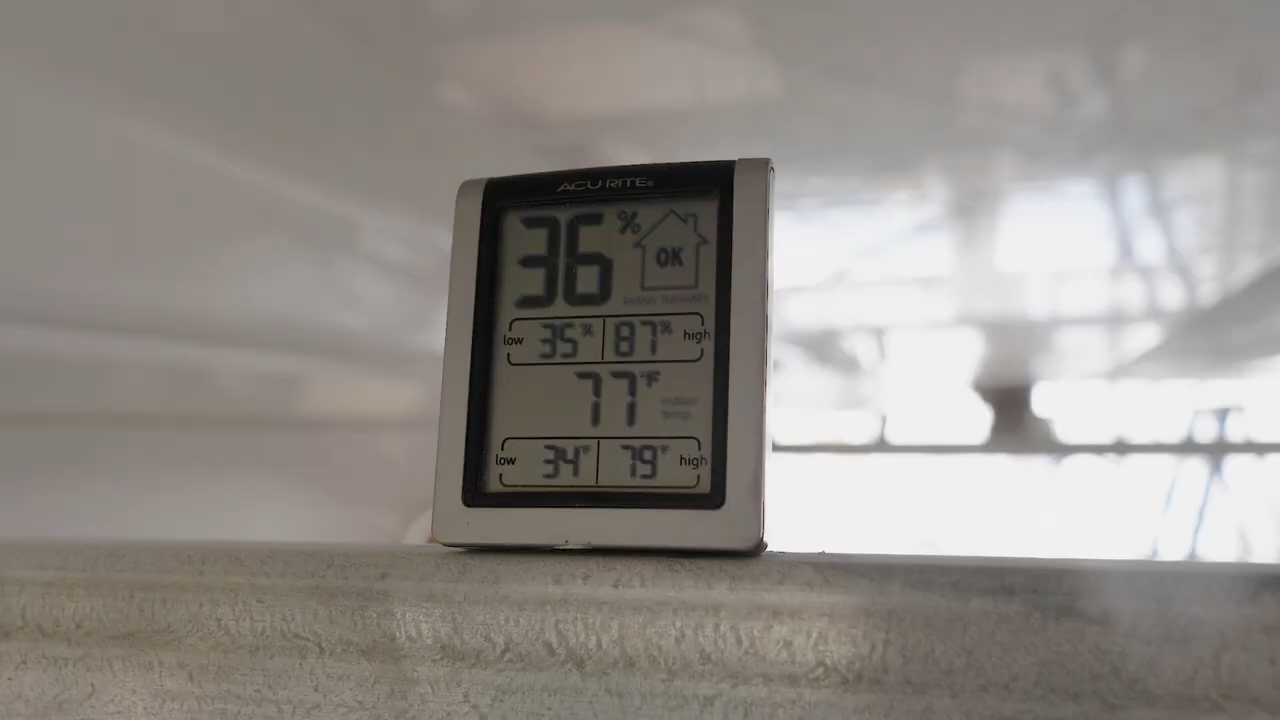 ACURITE®
36 % OK
Indoor Humidity
low 35% 87% high
77°F
Indoor
Temp.
low 34°F 79°F high